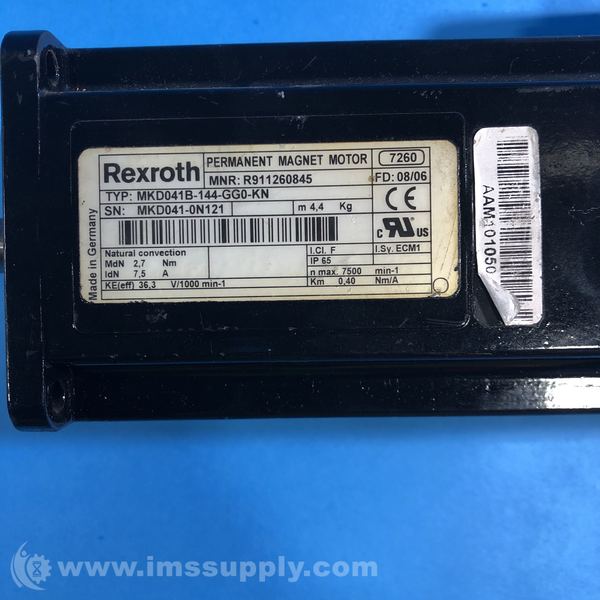 Rexroth PERMANENT MAGNET MOTOR 7260
MNR: R911260845 FD: 08/06
TYP: MKD041B-144-GG0-KN
SN: MKD041-0N121 m 4,4 Kg
CE
c UL US
Natural convection I.Cl. F I.Sy. ECM1
MdN 2,7 Nm IP 65
IdN 7,5 A n max. 7500 min-1
KE(eff) 36,3 V/1000 min-1 Km 0,40 Nm/A
Made in Germany
AAM 01050
www.imssupply.com